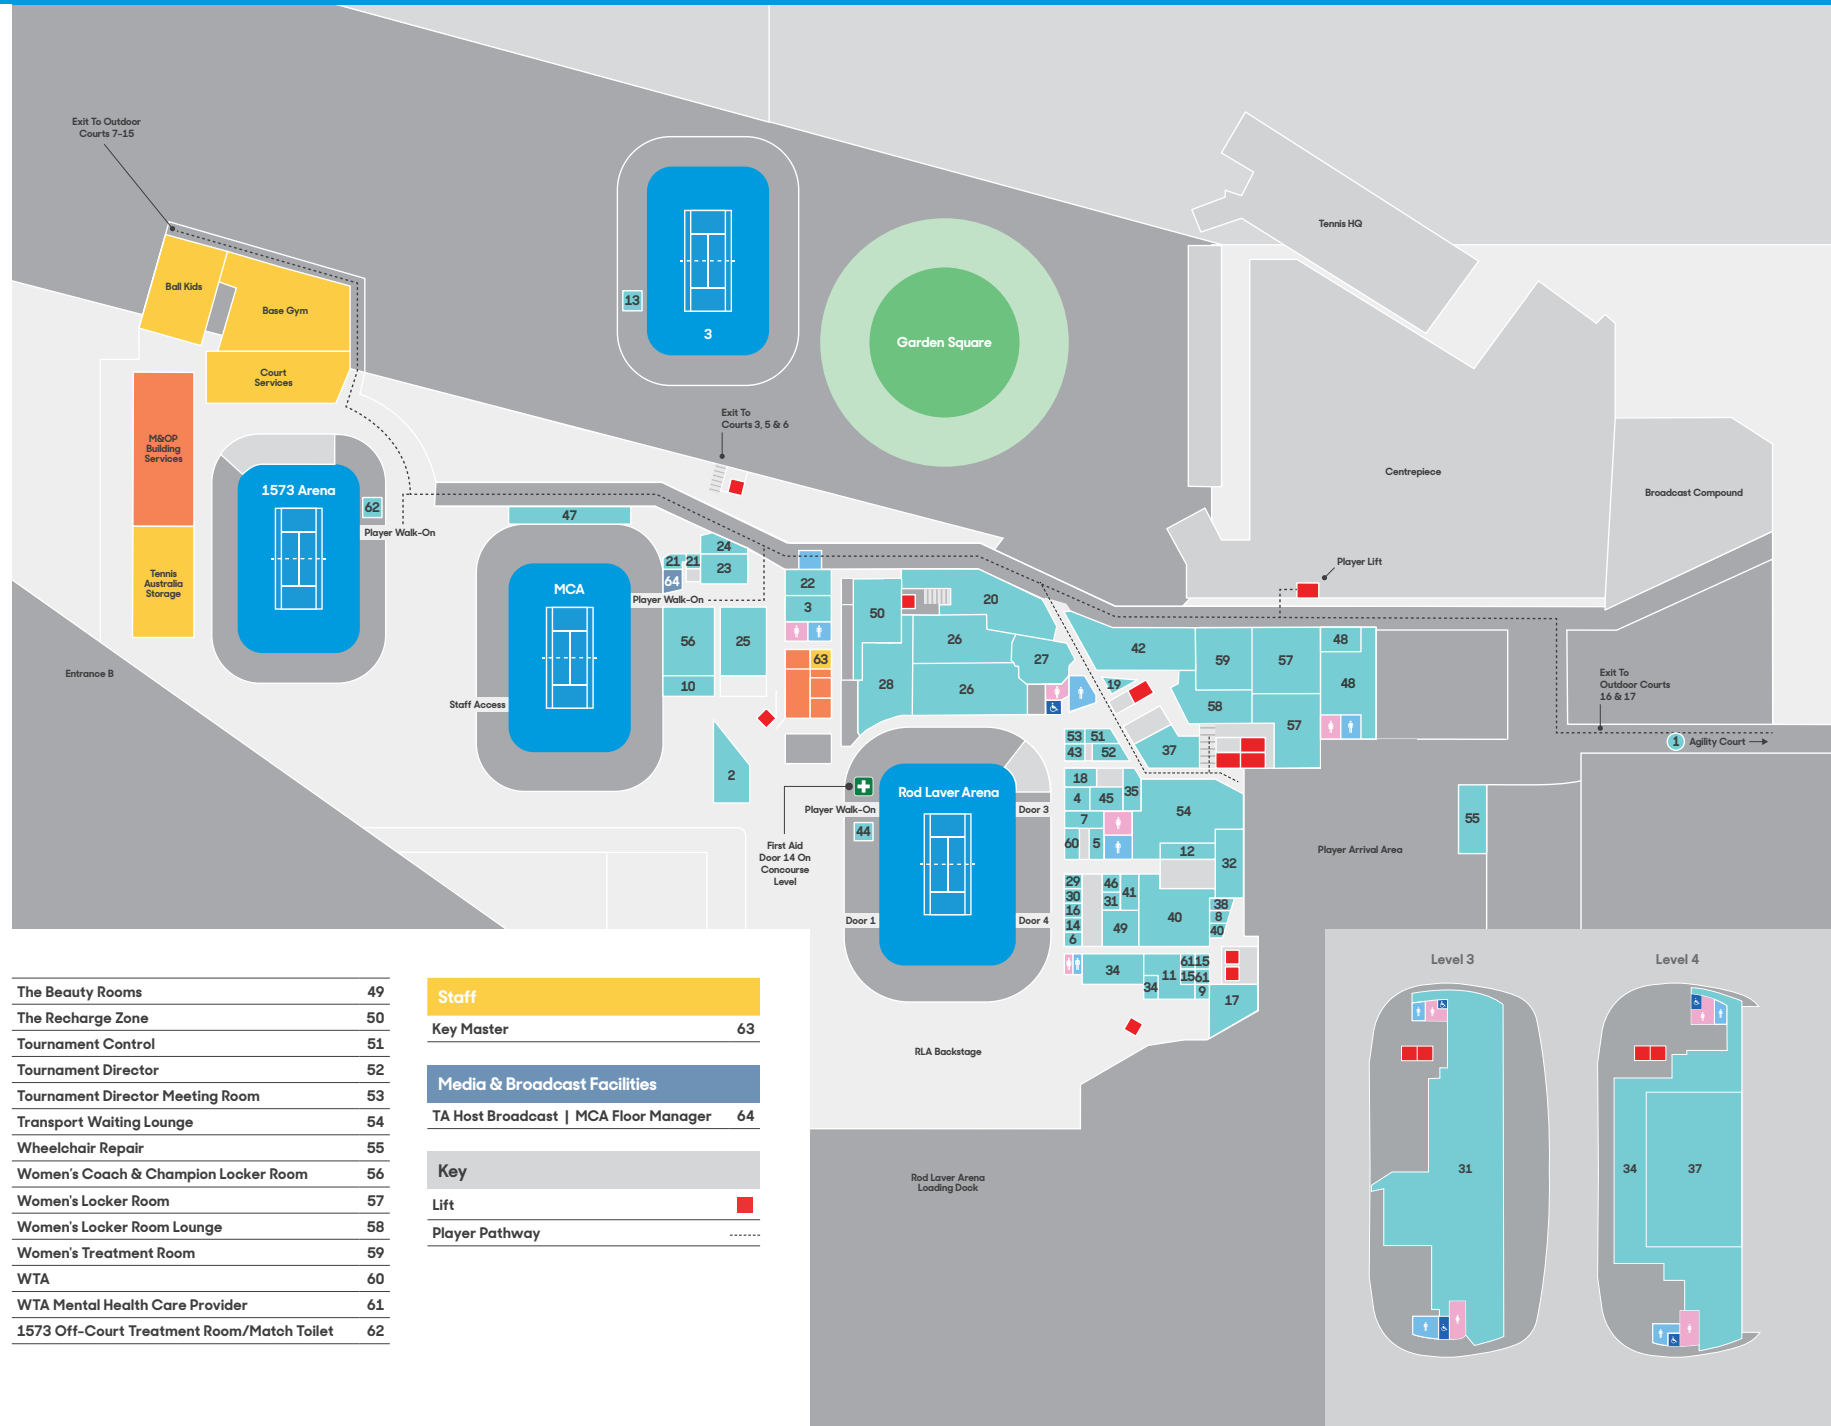 Exit To Outdoor
Courts 7-15
Tennis HQ
Ball Kids
Base Gym
13
3
Garden Square
Court
Services
Exit To
Courts 3, 5 & 6
M&OP
Building
Services
Centrepiece
Broadcast Compound
1573 Arena
62
Player Walk-On
47
24
21
21
23
64
Player Walk-On
MCA
Tennis
Australia
Storage
22
3
50
20
Player Lift
56
25
63
26
27
42
59
57
48
48
Entrance B
10
28
26
19
58
57
Exit To
Outdoor Courts
16 & 17
Staff Access
53
51
43
52
37
1
Agility Court
2
Rod Laver Arena
Player Walk-On
Door 3
44
18
4
45
35
54
7
60
5
12
32
55
Player Arrival Area
First Aid
Door 14 On
Concourse
Level
29
30
16
14
6
46
31
41
49
40
38
8
40
Door 1
Door 4
34
34
11
61
15
15
61
9
17
RLA Backstage
Rod Laver Arena
Loading Dock
Level 3
Level 4
31
34
37
The Beauty Rooms 49
The Recharge Zone 50
Tournament Control 51
Tournament Director 52
Tournament Director Meeting Room 53
Transport Waiting Lounge 54
Wheelchair Repair 55
Women's Coach & Champion Locker Room 56
Women's Locker Room 57
Women's Locker Room Lounge 58
Women's Treatment Room 59
WTA 60
WTA Mental Health Care Provider 61
1573 Off-Court Treatment Room/Match Toilet 62
Staff
Key Master 63
Media & Broadcast Facilities
TA Host Broadcast | MCA Floor Manager 64
Key
Lift
Player Pathway